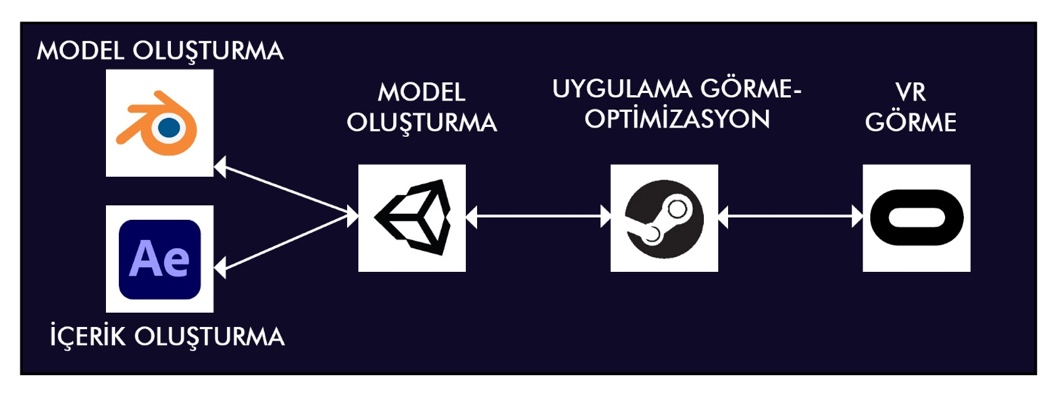 MODEL OLUŞTURMA
Ae
İÇERİK OLUŞTURMA
MODEL
OLUŞTURMA
UYGULAMA GÖRME-
OPTİMİZASYON
VR
GÖRME